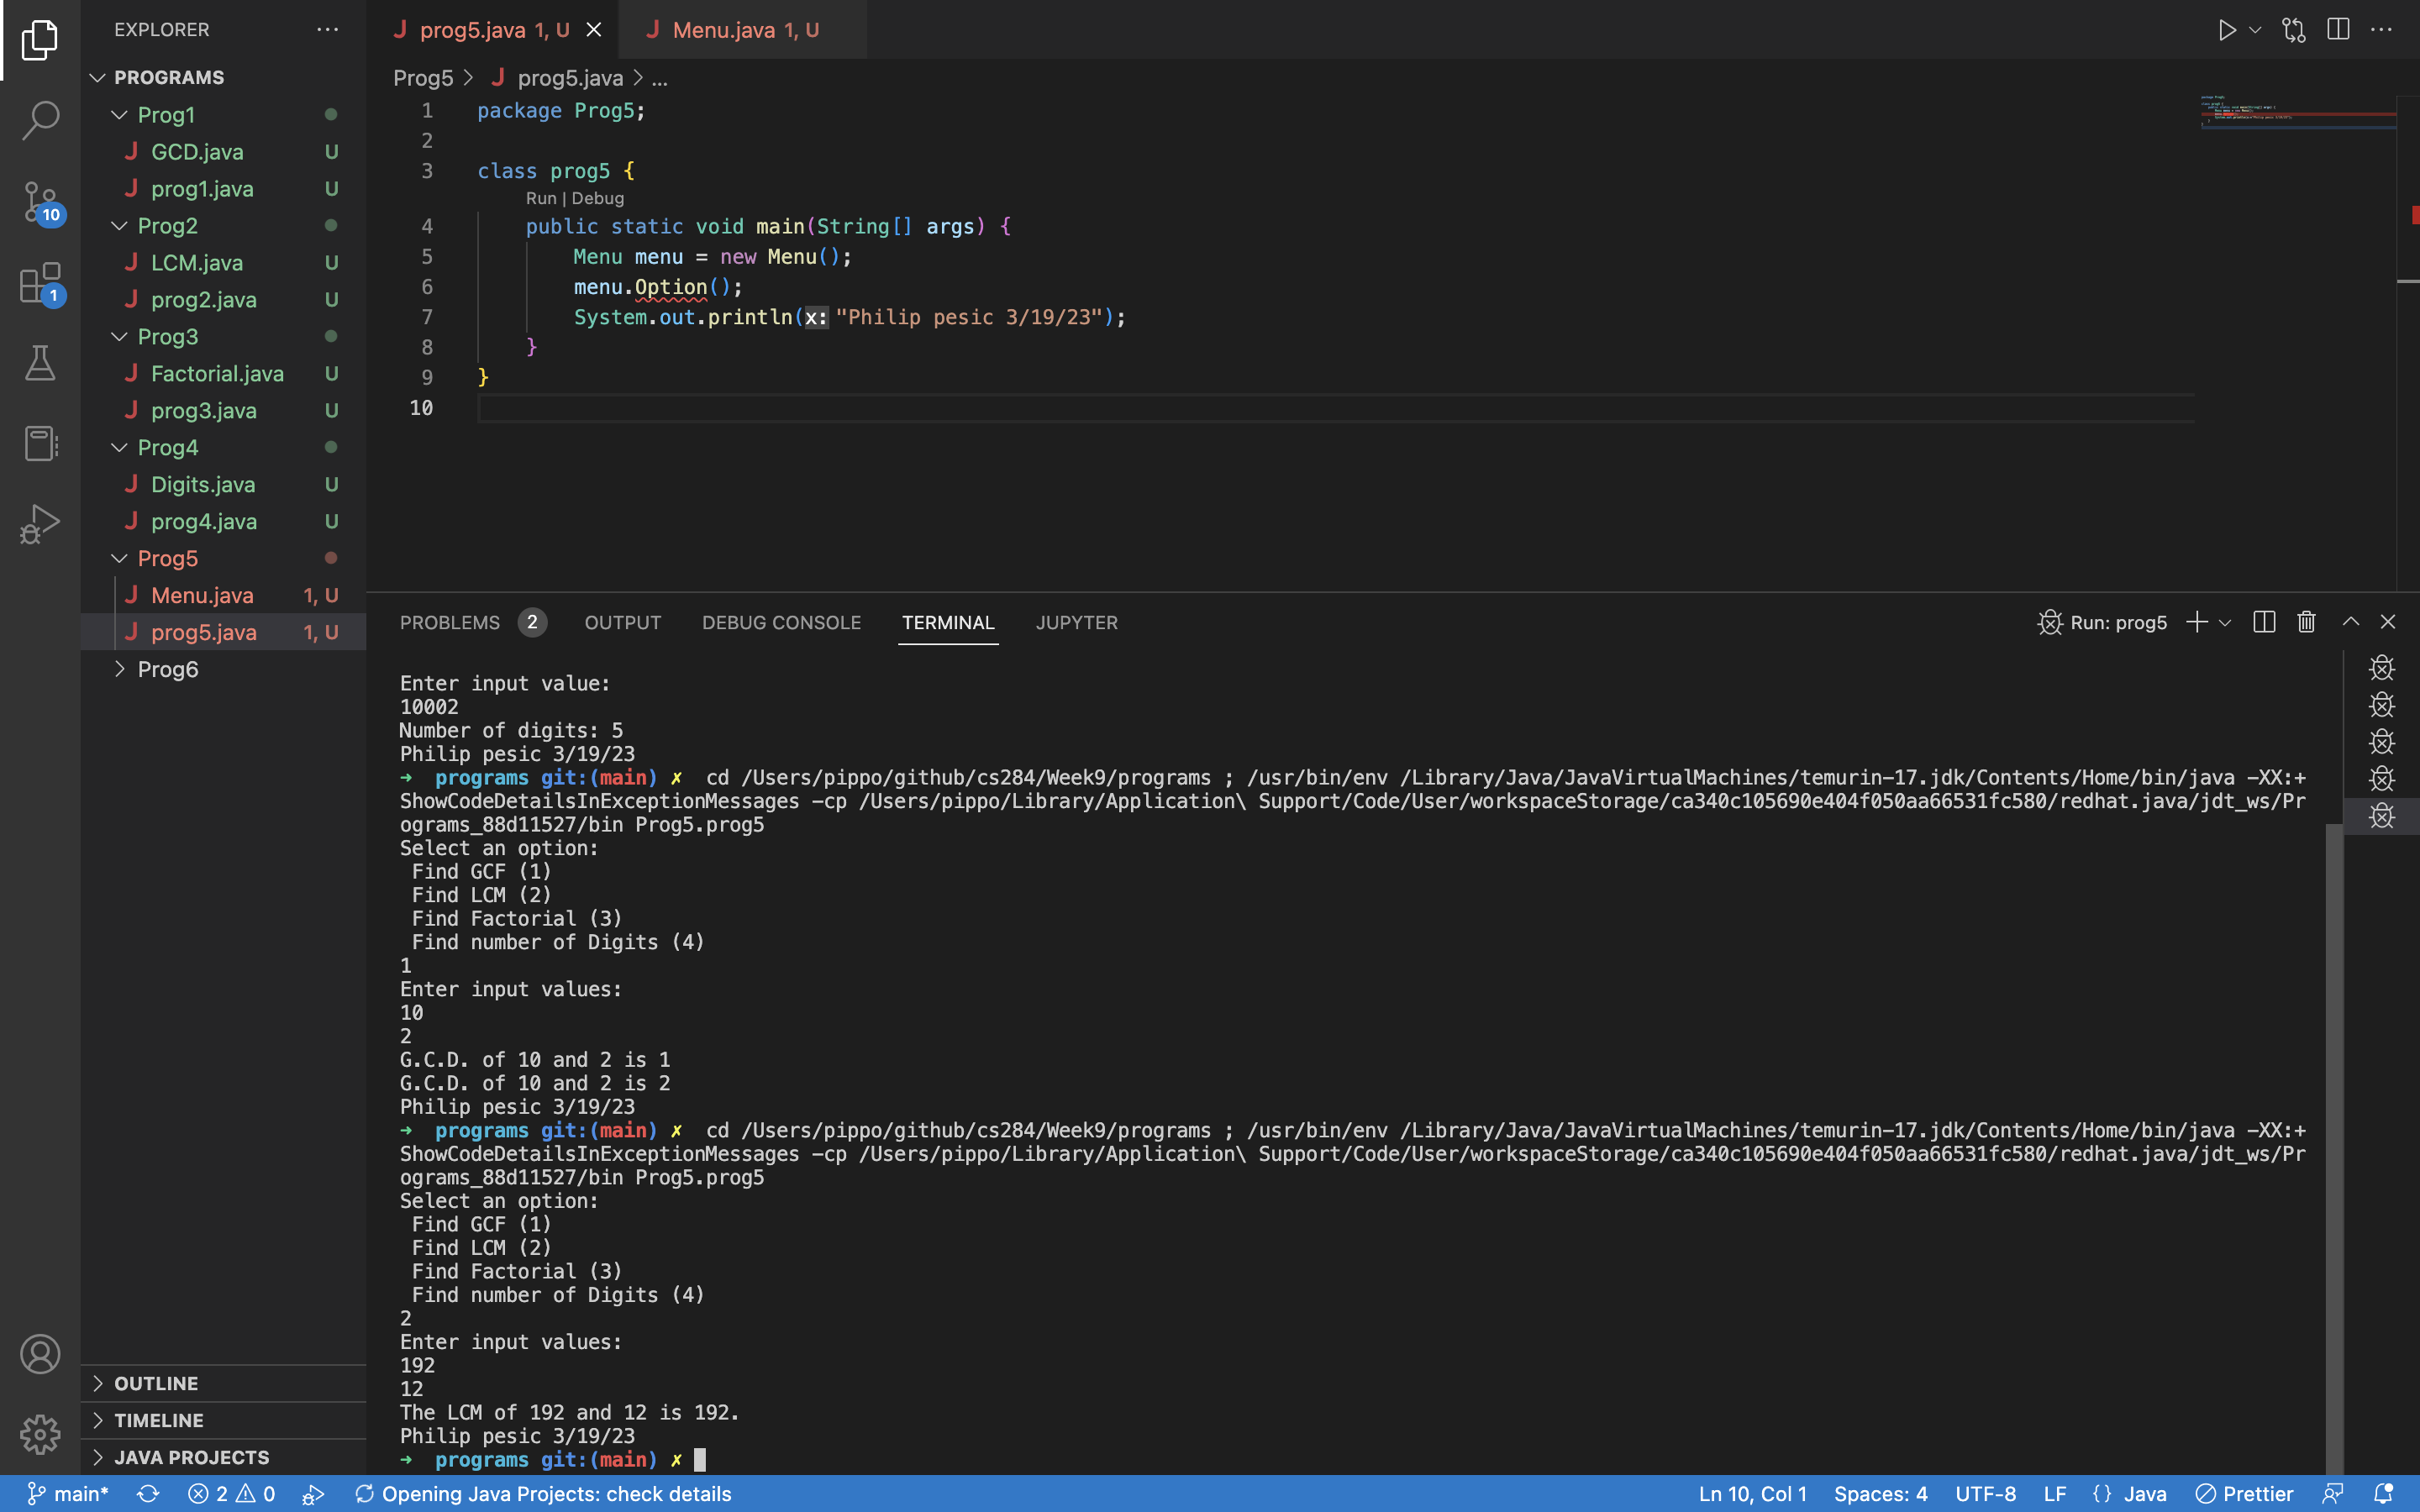 EXPLORER
PROGRAMS
Prog1
J GCD.java U
J prog1.java U
Prog2
J LCM.java U
J prog2.java U
Prog3
J Factorial.java U
J prog3.java U
Prog4
J Digits.java U
J prog4.java U
Prog5
J Menu.java 1, U
J prog5.java 1, U
Prog6
OUTLINE
TIMELINE
JAVA PROJECTS
10
1
J prog5.java 1, U
J Menu.java 1, U
Prog5 > J prog5.java > ...
1 package Prog5;
2
3 class prog5 {
Run | Debug
4 public static void main(String[] args) {
5 Menu menu = new Menu();
6 menu.Option();
7 System.out.println(x: "Philip pesic 3/19/23");
8 }
9 }
10
PROBLEMS 2 OUTPUT DEBUG CONSOLE TERMINAL JUPYTER
Run: prog5
Enter input value:
10002
Number of digits: 5
Philip pesic 3/19/23
→ programs git:(main) ✗ cd /Users/pippo/github/cs284/Week9/programs ; /usr/bin/env /Library/Java/JavaVirtualMachines/temurin-17.jdk/Contents/Home/bin/java -XX:+
ShowCodeDetailsInExceptionMessages -cp /Users/pippo/Library/Application\ Support/Code/User/workspaceStorage/ca340c105690e404f050aa66531fc580/redhat.java/jdt_ws/Pr
ograms_88d11527/bin Prog5.prog5
Select an option:
Find GCF (1)
Find LCM (2)
Find Factorial (3)
Find number of Digits (4)
1
Enter input values:
10
2
G.C.D. of 10 and 2 is 1
G.C.D. of 10 and 2 is 2
Philip pesic 3/19/23
→ programs git:(main) ✗ cd /Users/pippo/github/cs284/Week9/programs ; /usr/bin/env /Library/Java/JavaVirtualMachines/temurin-17.jdk/Contents/Home/bin/java -XX:+
ShowCodeDetailsInExceptionMessages -cp /Users/pippo/Library/Application\ Support/Code/User/workspaceStorage/ca340c105690e404f050aa66531fc580/redhat.java/jdt_ws/Pr
ograms_88d11527/bin Prog5.prog5
Select an option:
Find GCF (1)
Find LCM (2)
Find Factorial (3)
Find number of Digits (4)
2
Enter input values:
192
12
The LCM of 192 and 12 is 192.
Philip pesic 3/19/23
→ programs git:(main) ✗
main* 2 0 Opening Java Projects: check details Ln 10, Col 1 Spaces: 4 UTF-8 LF {} Java Prettier